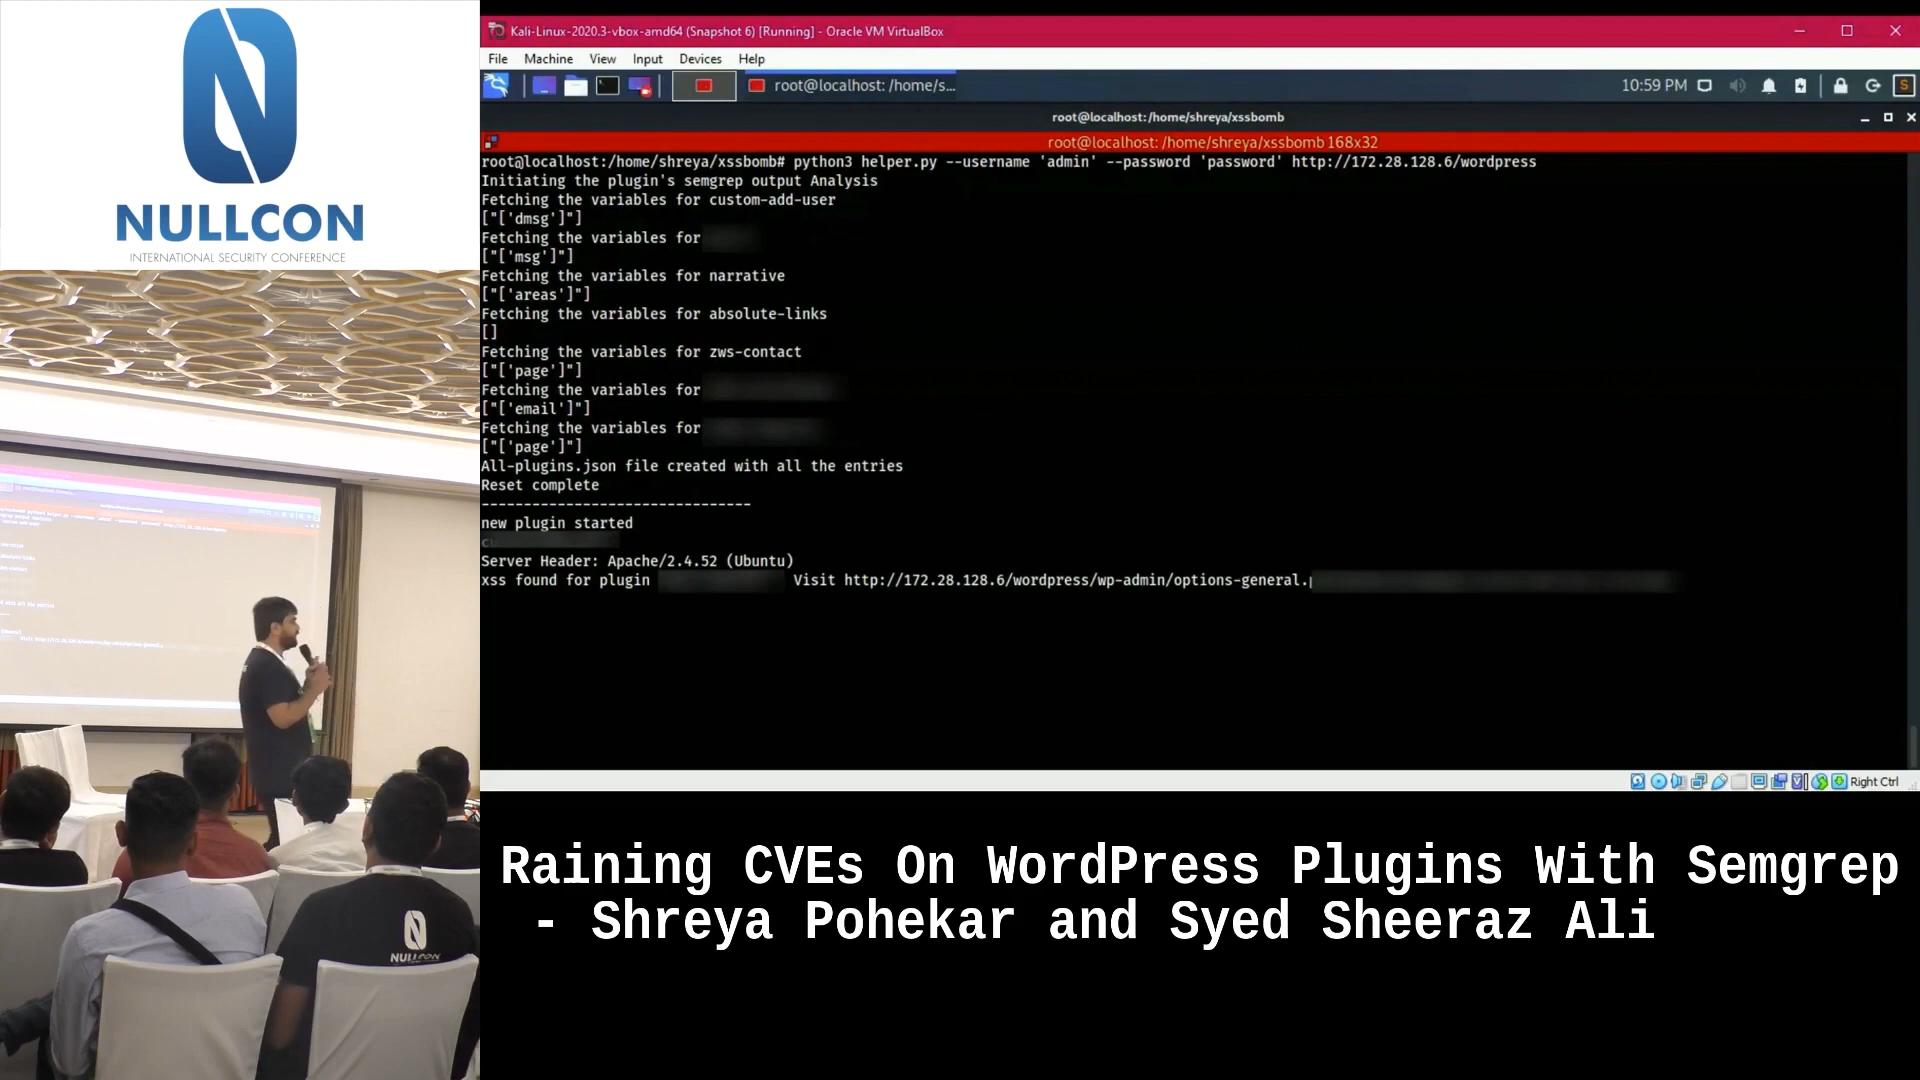 NULLCON
INTERNATIONAL SECURITY CONFERENCE
Kali-Linux-2020.3-vbox-amd64 (Snapshot 6) [Running] - Oracle VM VirtualBox
File Machine View Input Devices Help
root@localhost: /home/s...
10:59 PM
root@localhost:/home/shreya/xssbomb
root@localhost: /home/shreya/xssbomb 168x32
root@localhost:/home/shreya/xssbomb# python3 helper.py --username 'admin' --password 'password' http://172.28.128.6/wordpress
Initiating the plugin's semgrep output Analysis
Fetching the variables for custom-add-user
["['dmsg']"]
Fetching the variables for
["['msg']"]
Fetching the variables for narrative
["['areas']"]
Fetching the variables for absolute-links
[]
Fetching the variables for zws-contact
["['page']"]
Fetching the variables for
["['email']"]
Fetching the variables for
["['page']"]
All-plugins.json file created with all the entries
Reset complete
--------------------------------
new plugin started
Server Header: Apache/2.4.52 (Ubuntu)
xss found for plugin Visit http://172.28.128.6/wordpress/wp-admin/options-general.
Right Ctrl
NULLCON
Raining CVEs On WordPress Plugins With Semgrep
- Shreya Pohekar and Syed Sheeraz Ali